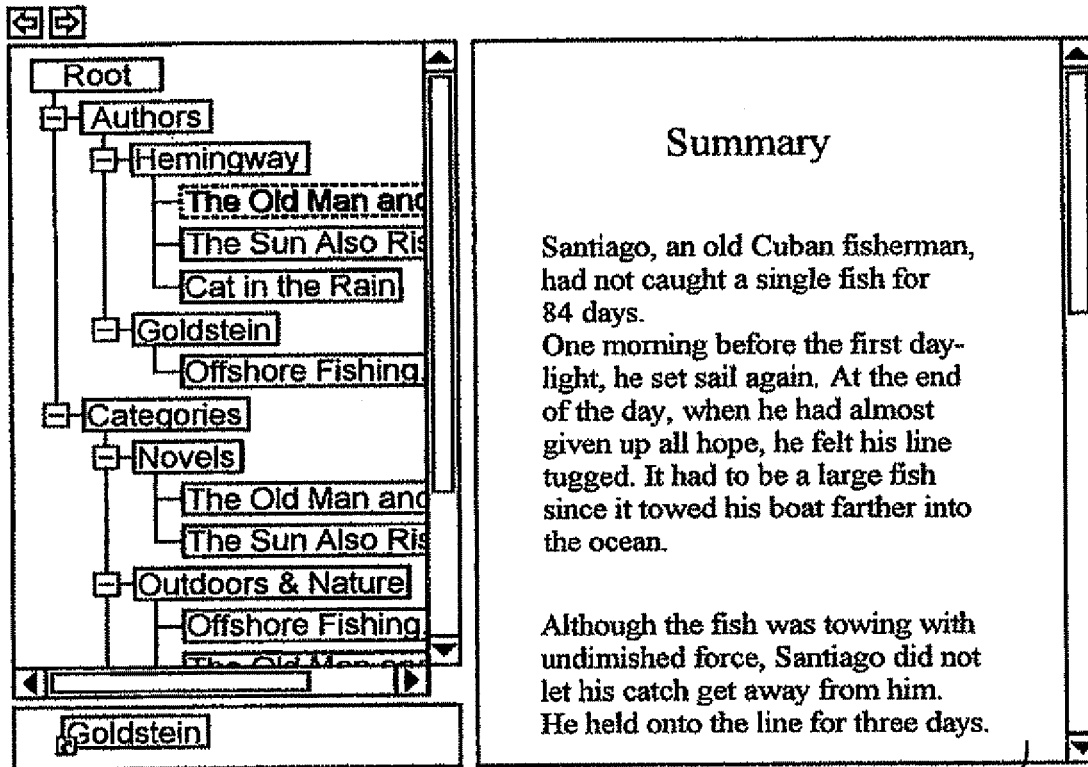 Root
Authors
Hemingway
The Old Man and
The Sun Also Ris
Cat in the Rain
Goldstein
Offshore Fishing,
Categories
Novels
The Old Man and
The Sun Also Ris
Outdoors & Nature
Offshore Fishing,
The Old Man and
Goldstein
Summary
Santiago, an old Cuban fisherman,
had not caught a single fish for
84 days.
One morning before the first day-
light, he set sail again. At the end
of the day, when he had almost
given up all hope, he felt his line
tugged. It had to be a large fish
since it towed his boat farther into
the ocean.
Although the fish was towing with
undimished force, Santiago did not
let his catch get away from him.
He held onto the line for three days.